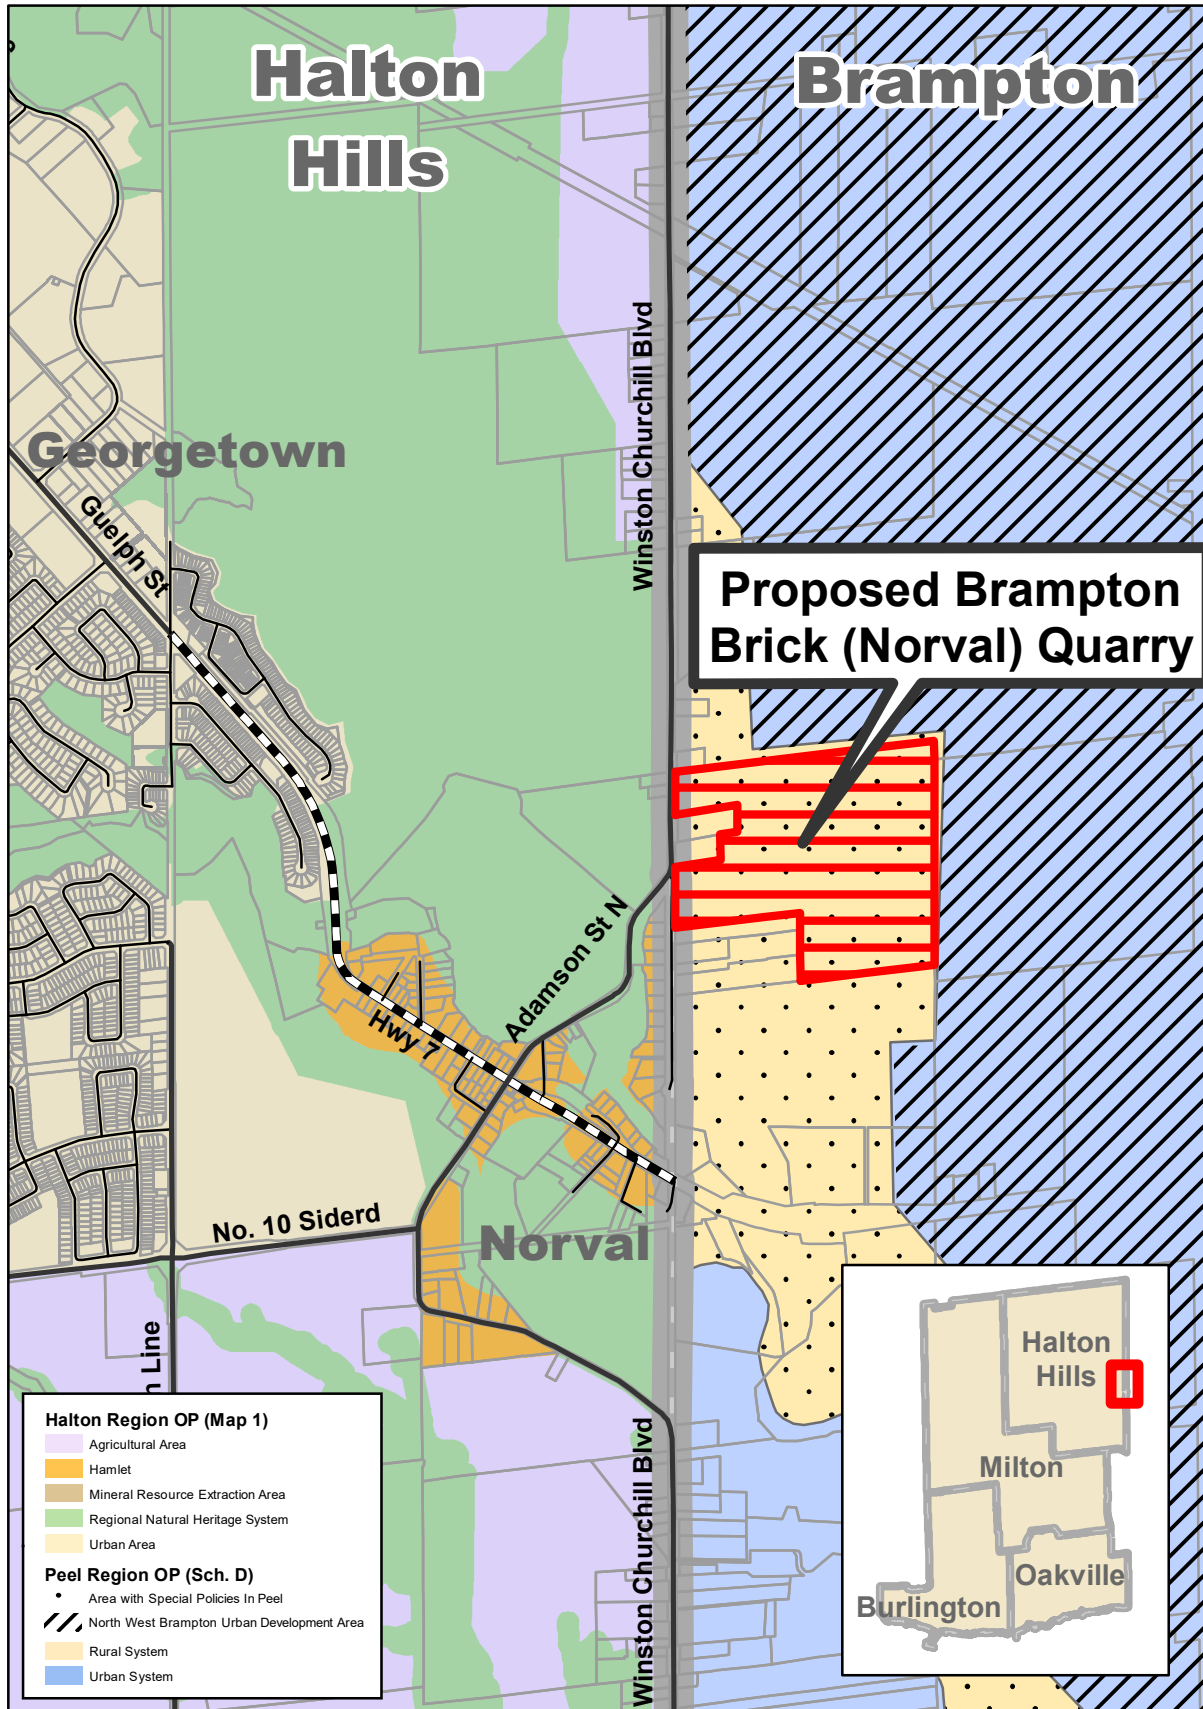 Halton
Hills
Brampton
Winston Churchill Blvd
Georgetown
Guelph St
Proposed Brampton
Brick (Norval) Quarry
Adamson St N
Hwy 7
No. 10 Siderd
Norval
n Line
Winston Churchill Blvd
Halton Region OP (Map 1)
Agricultural Area
Hamlet
Mineral Resource Extraction Area
Regional Natural Heritage System
Urban Area
Peel Region OP (Sch. D)
Area with Special Policies In Peel
North West Brampton Urban Development Area
Rural System
Urban System
Halton
Hills
Milton
Oakville
Burlington